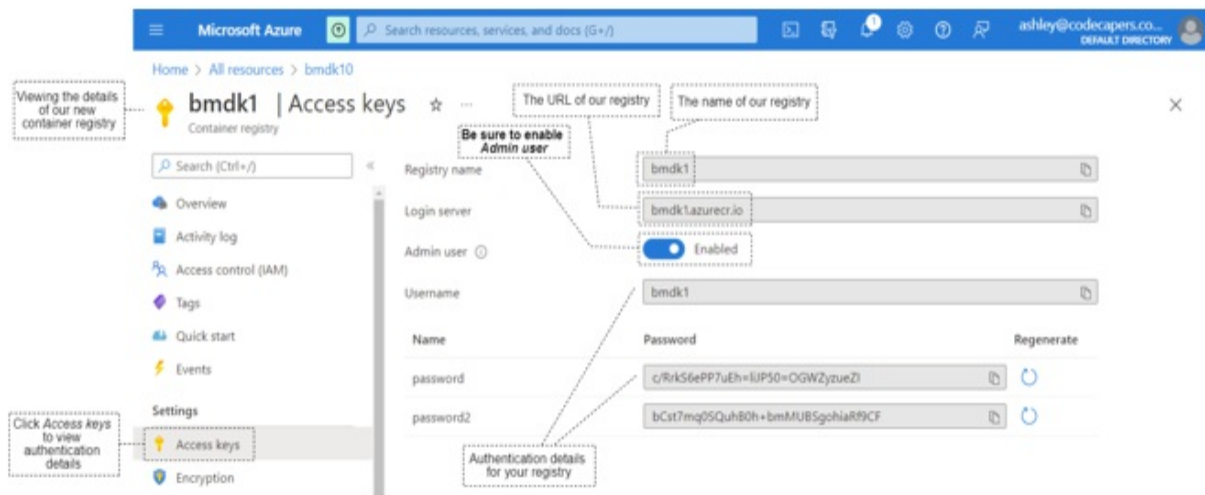 Microsoft Azure
Search resources, services, and docs (G+/)
1
ashley@codecapers.co...
DEFAULT DIRECTORY
Home > All resources > bmdk10
Viewing the details
of our new
container registry
bmdk1 | Access keys
Container registry
The URL of our registry
The name of our registry
Be sure to enable
Admin user
Search (Ctrl+/)
Registry name
bmdk1
Overview
Login server
bmdk1.azurecr.io
Activity log
Admin user
Enabled
Access control (IAM)
Username
bmdk1
Tags
Quick start
Name
Password
Regenerate
Events
password
password2
Settings
Click Access keys
to view
authentication
details
Access keys
Authentication details
for your registry
Encryption